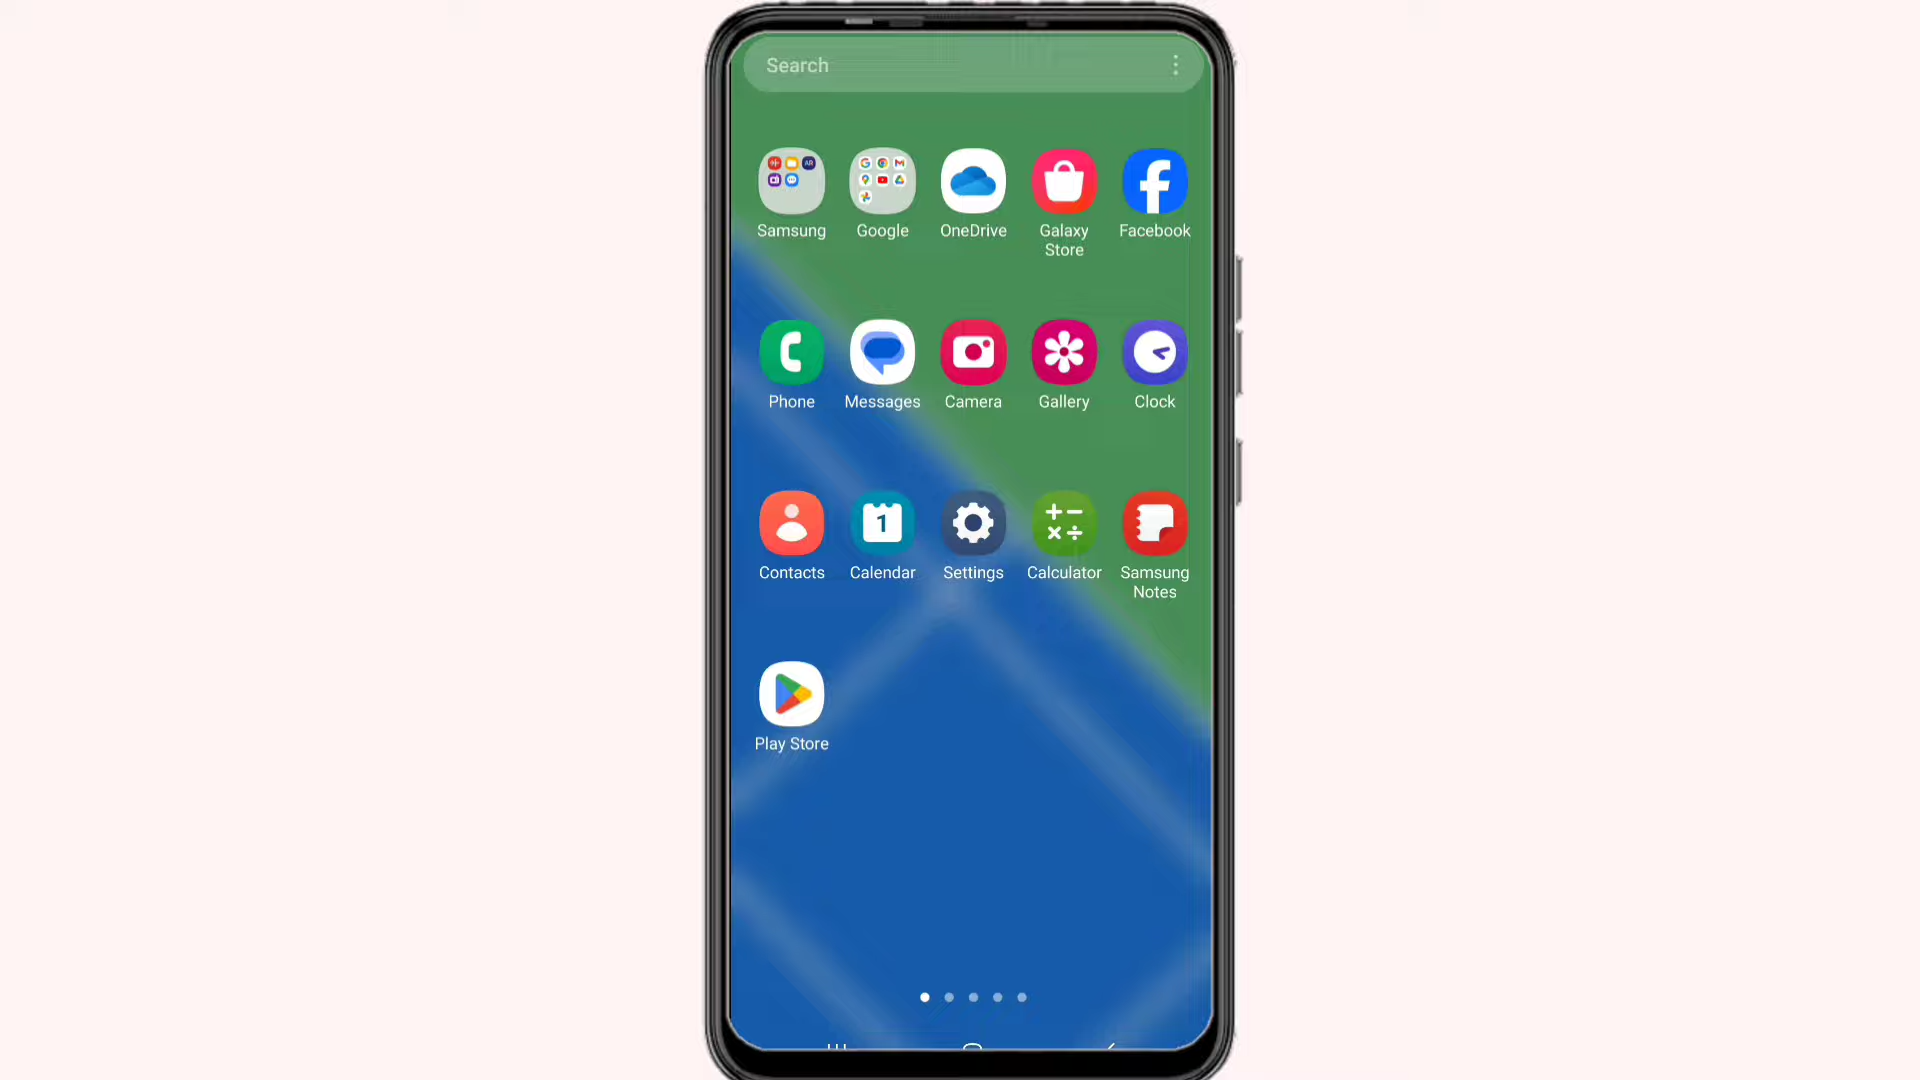 Search
Samsung
Google
OneDrive
Galaxy
Store
Facebook
Phone
Messages
Camera
Gallery
Clock
Contacts
1
Calendar
Settings
Calculator
Samsung
Notes
Play Store